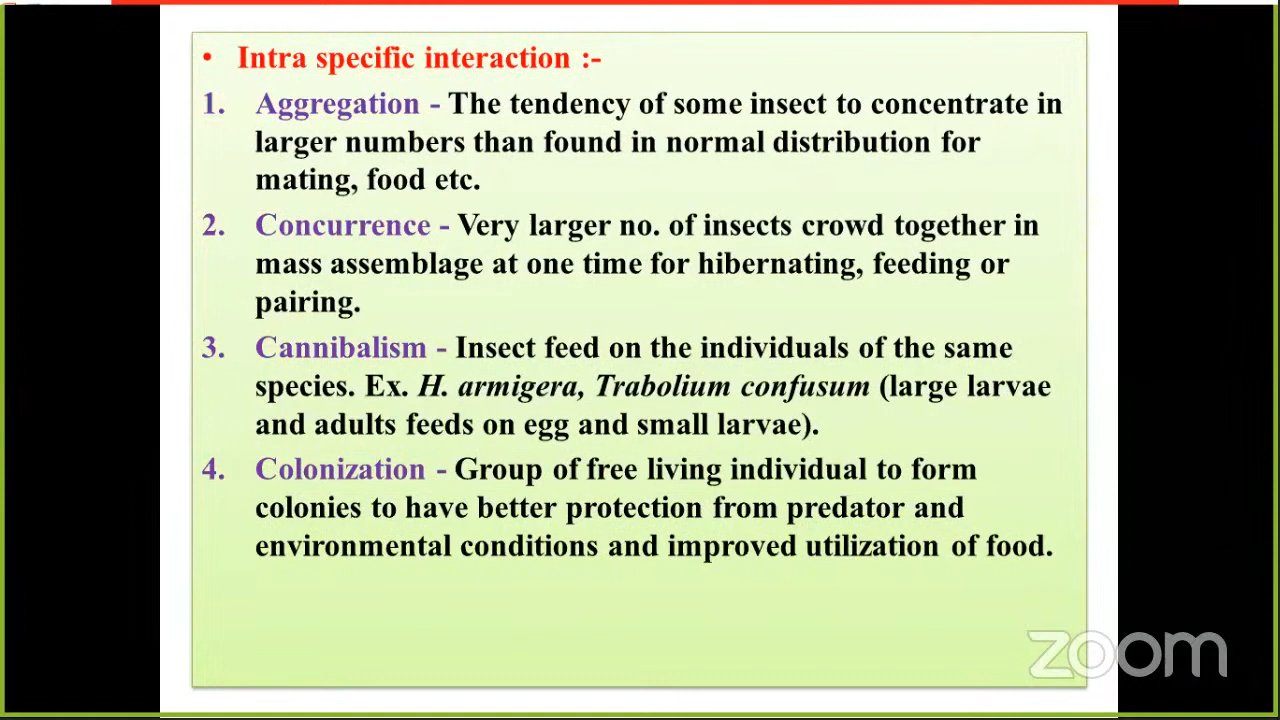 • Intra specific interaction :-
1. Aggregation - The tendency of some insect to concentrate in
larger numbers than found in normal distribution for
mating, food etc.
2. Concurrence - Very larger no. of insects crowd together in
mass assemblage at one time for hibernating, feeding or
pairing.
3. Cannibalism - Insect feed on the individuals of the same
species. Ex. H. armigera, Trabolium confusum (large larvae
and adults feeds on egg and small larvae).
4. Colonization - Group of free living individual to form
colonies to have better protection from predator and
environmental conditions and improved utilization of food.
zoom